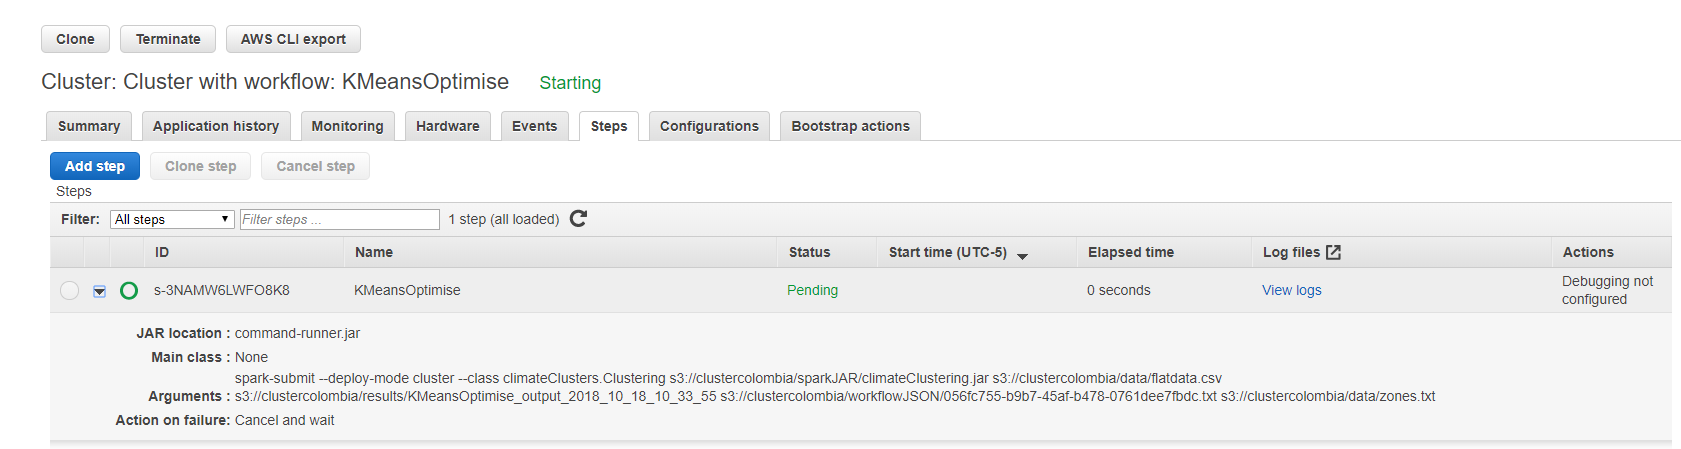 Clone Terminate AWS CLI export
Cluster: Cluster with workflow: KMeansOptimise Starting
Summary Application history Monitoring Hardware Events Steps Configurations Bootstrap actions
Add step Clone step Cancel step
Steps
Filter: All steps Filter steps ... 1 step (all loaded)
ID Name Status Start time (UTC-5) Elapsed time Log files Actions
s-3NAMW6LWFO8K8 KMeansOptimise Pending 0 seconds View logs Debugging not
configured
JAR location : command-runner.jar
Main class : None
spark-submit --deploy-mode cluster --class climateClusters.Clustering s3://clustercolombia/sparkJAR/climateClustering.jar s3://clustercolombia/data/flatdata.csv
Arguments : s3://clustercolombia/results/KMeansOptimise_output_2018_10_18_10_33_55 s3://clustercolombia/workflowJSON/056fc755-b9b7-45af-b478-0761dee7fbdc.txt s3://clustercolombia/data/zones.txt
Action on failure: Cancel and wait